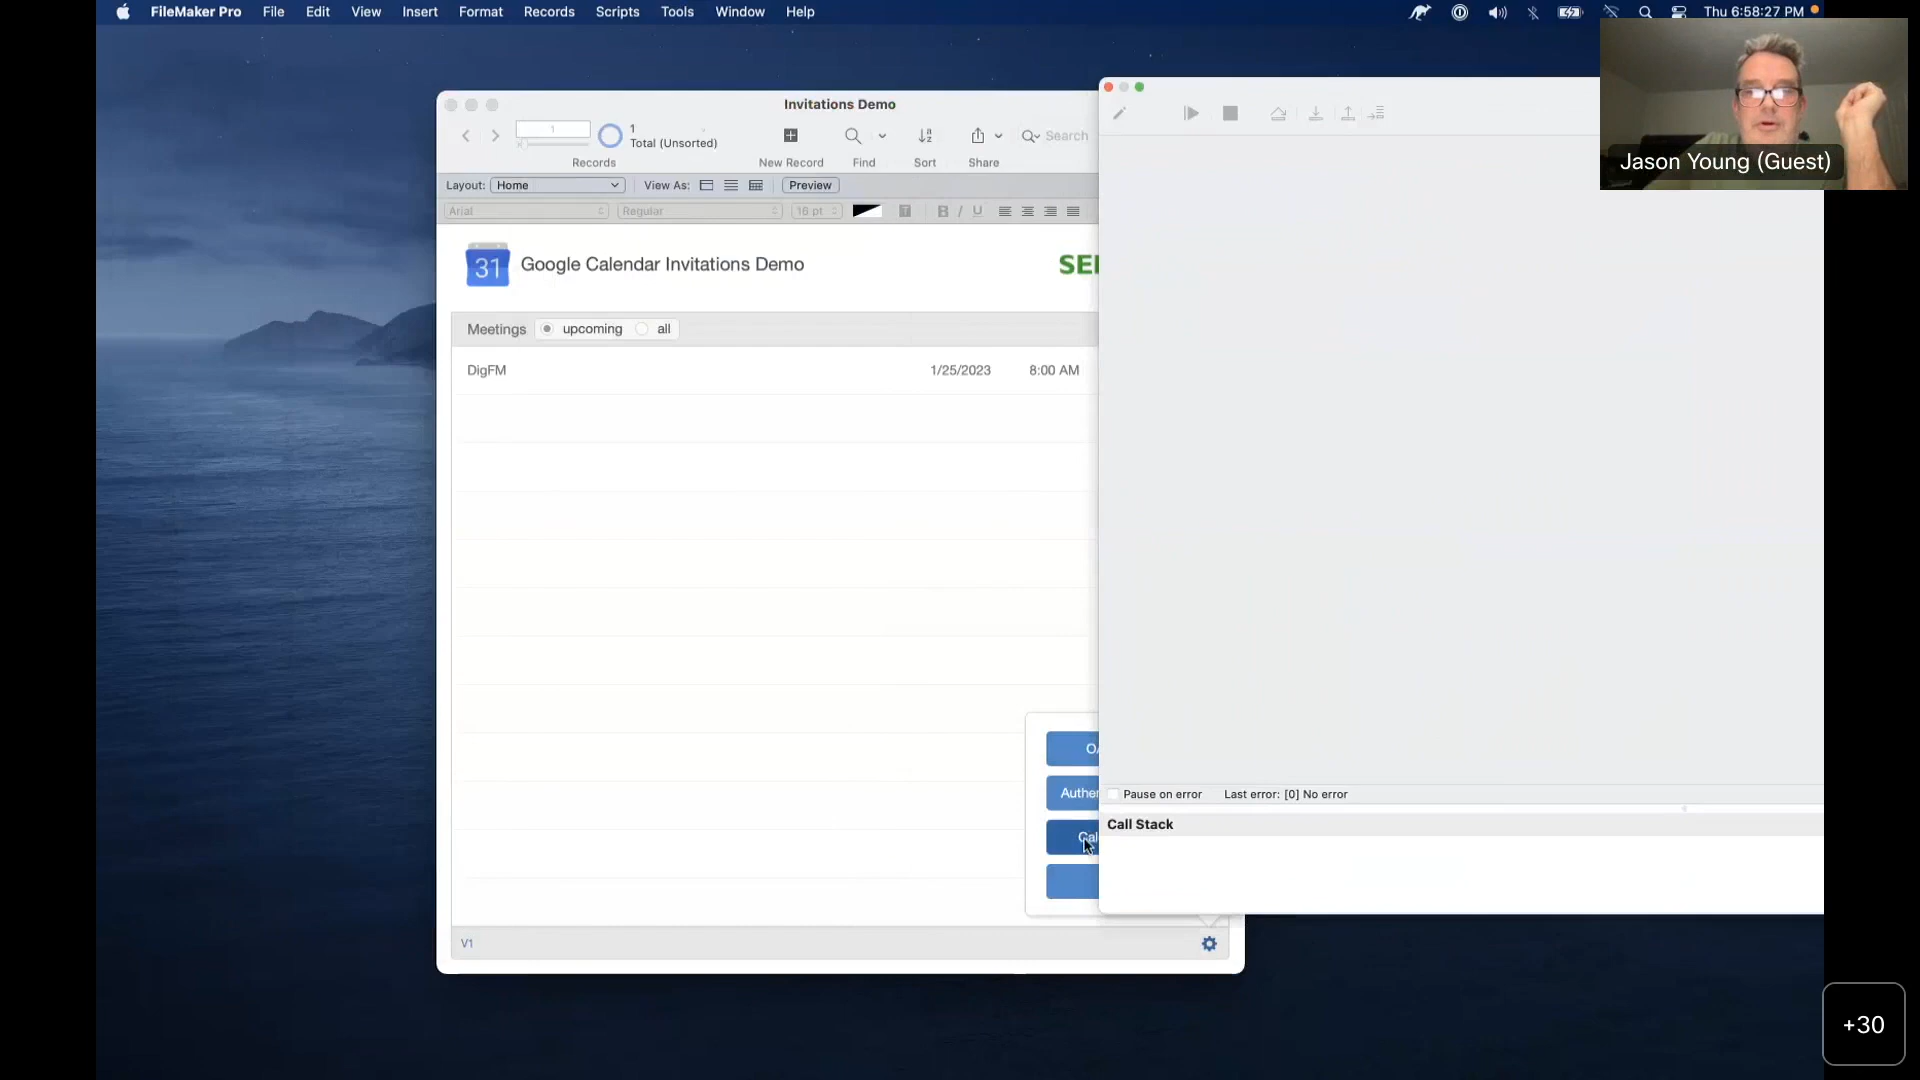 FileMaker Pro File Edit View Insert Format Records Scripts Tools Window Help Thu 6:58:27 PM
Jason Young (Guest)
Invitations Demo
1
1
Total (Unsorted)
Search
Records
New Record
Find
Sort
Share
Layout: Home View As: Preview
Arial Regular 16 pt B I U
31 Google Calendar Invitations Demo
Meetings upcoming all
DigFM 1/25/2023 8:00 AM
Pause on error Last error: [0] No error
Call Stack
V1
+30